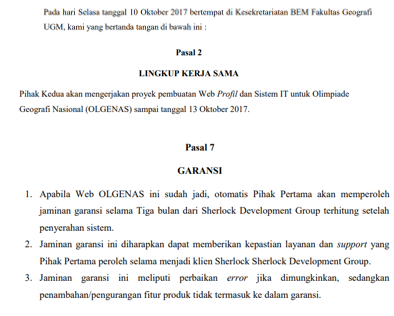 Pada hari Selasa tanggal 10 Oktober 2017 bertempat di Kesekretariatan BEM Fakultas Geografi
UGM, kami yang bertanda tangan di bawah ini :
Pasal 2
LINGKUP KERJA SAMA
Pihak Kedua akan mengerjakan proyek pembuatan Web Profil dan Sistem IT untuk Olimpiade
Geografi Nasional (OLGENAS) sampai tanggal 13 Oktober 2017.
Pasal 7
GARANSI
1. Apabila Web OLGENAS ini sudah jadi, otomatis Pihak Pertama akan memperoleh
jaminan garansi selama Tiga bulan dari Sherlock Development Group terhitung setelah
penyerahan sistem.
2. Jaminan garansi ini diharapkan dapat memberikan kepastian layanan dan support yang
Pihak Pertama peroleh selama menjadi klien Sherlock Sherlock Development Group.
3. Jaminan garansi ini meliputi perbaikan error jika dimungkinkan, sedangkan
penambahan/pengurangan fitur produk tidak termasuk ke dalam garansi.